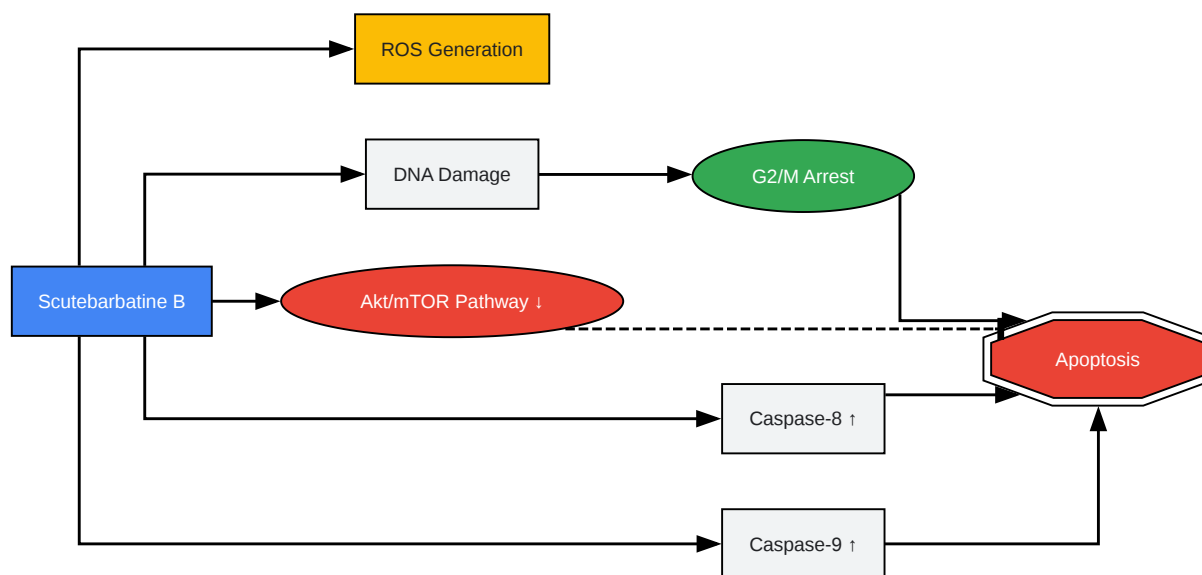 ROS Generation
DNA Damage
G2/M Arrest
Scutebarbatine B
Akt/mTOR Pathway ↓
Apoptosis
Caspase-8 ↑
Caspase-9 ↑